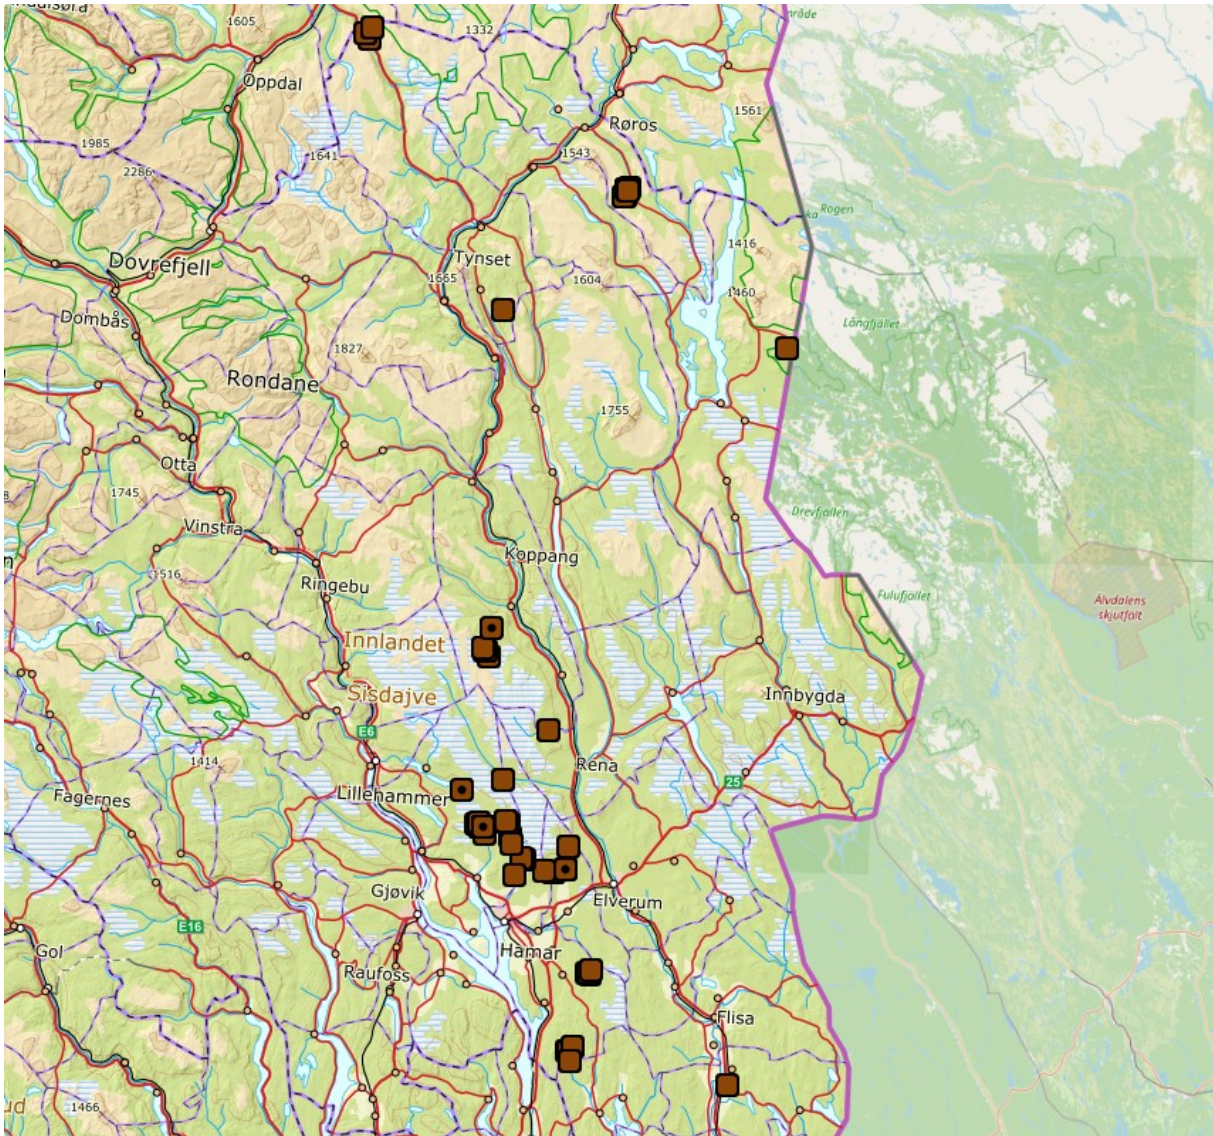 1605
1332
nråde
Oppdal
1561
Røros
1985
1543
1641
2286
Rogen
1416
Dovrefjell
Tynset
1665
1604
1460
Dombås
Långfjället
1827
Rondane
1755
Otta
1745
Vinstra
Drevfjällen
Koppang
1516
Ringebu
Fulufjället
Älvdalens
skjutfält
Innlandet
Sisdajve
Innbygda
E6
1414
Rena
25
Fagernes
Lillehammer
Gjøvik
Elverum
E16
Gol
Hamar
Raufoss
Flisa
1466
ud